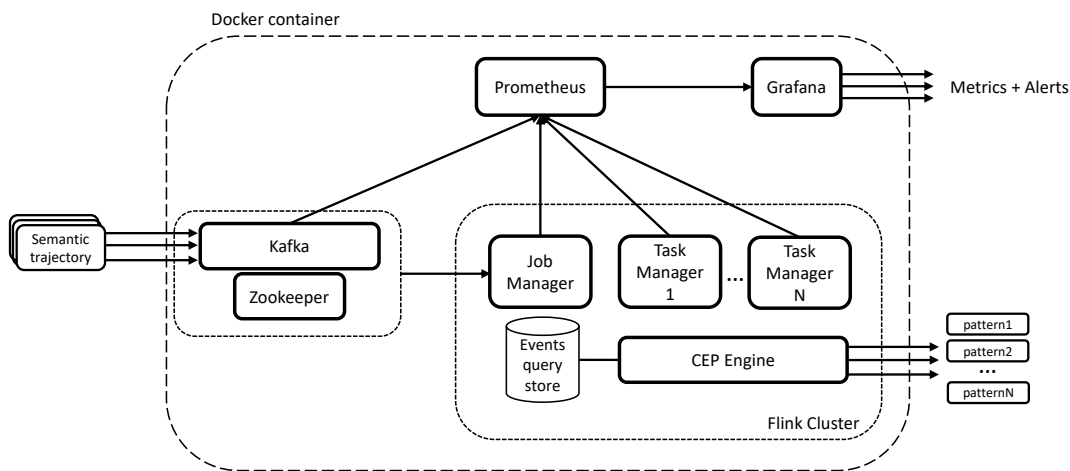 Docker container
Prometheus
Grafana
Metrics + Alerts
Semantic
trajectory
Kafka
Zookeeper
Job
Manager
Task
Manager
1
...
Task
Manager
N
Events
query
store
CEP Engine
pattern1
pattern2
...
patternN
Flink Cluster